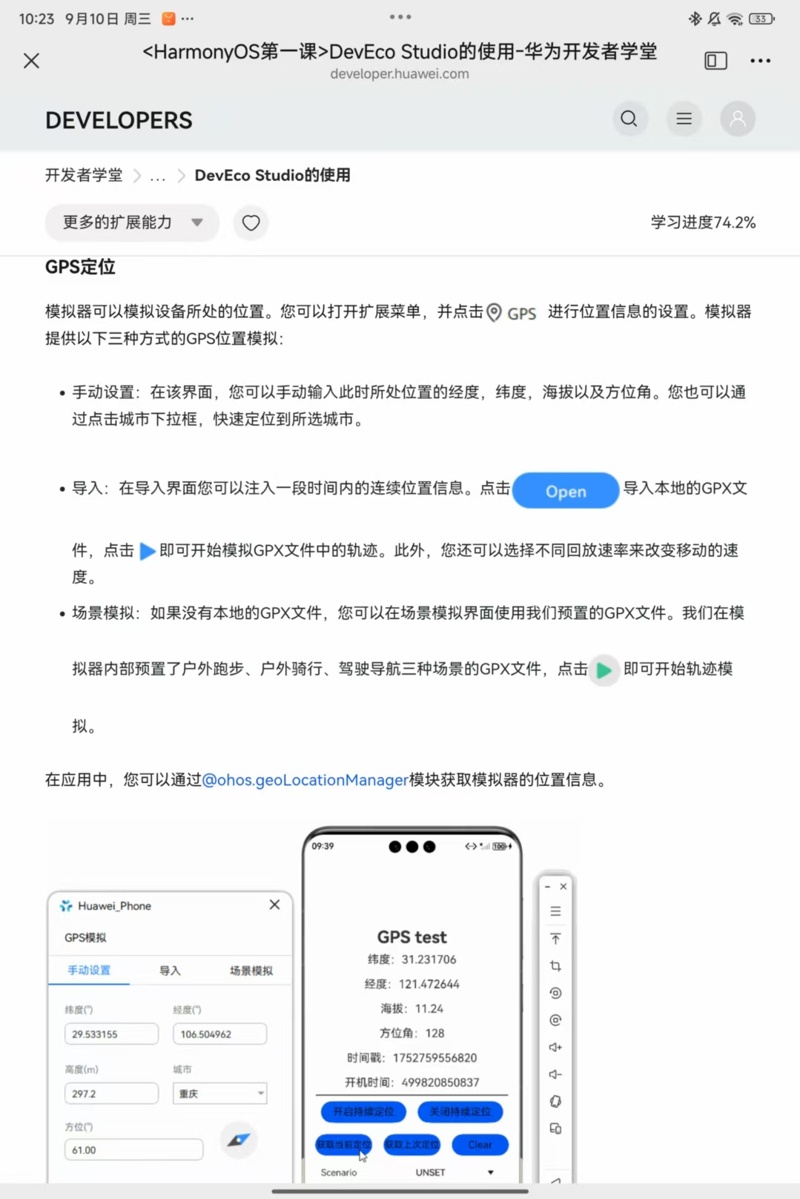 10:23 9月10日 周三
33
<HarmonyOS第一课>DevEco Studio的使用-华为开发者学堂
developer.huawei.com
DEVELOPERS
开发者学堂 > ... > DevEco Studio的使用
更多的扩展能力
学习进度74.2%
GPS定位
模拟器可以模拟设备所处的位置。您可以打开扩展菜单，并点击 GPS 进行位置信息的设置。模拟器
提供以下三种方式的GPS位置模拟：
• 手动设置：在该界面，您可以手动输入此时所处位置的经度，纬度，海拔以及方位角。您也可以通
过点击城市下拉框，快速定位到所选城市。
• 导入：在导入界面您可以注入一段时间内的连续位置信息。点击 Open 导入本地的GPX文
件，点击 即可开始模拟GPX文件中的轨迹。此外，您还可以选择不同回放速率来改变移动的速
度。
• 场景模拟：如果没有本地的GPX文件，您可以在场景模拟界面使用我们预置的GPX文件。我们在模
拟器内部预置了户外跑步、户外骑行、驾驶导航三种场景的GPX文件，点击 即可开始轨迹模
拟。
在应用中，您可以通过@ohos.geoLocationManager模块获取模拟器的位置信息。
Huawei_Phone
GPS模拟
手动设置 导入 场景模拟
纬度(°) 经度(°)
29.533155 106.504962
高度(m) 城市
297.2 重庆
方位(°)
61.00
09:39
100
GPS test
纬度：31.231706
经度：121.472644
海拔：11.24
方位角：128
时间戳：1752759556820
开机时间：499820850837
开启持续定位 关闭持续定位
获取当前定位 获取上次定位 Clear
Scenario UNSET